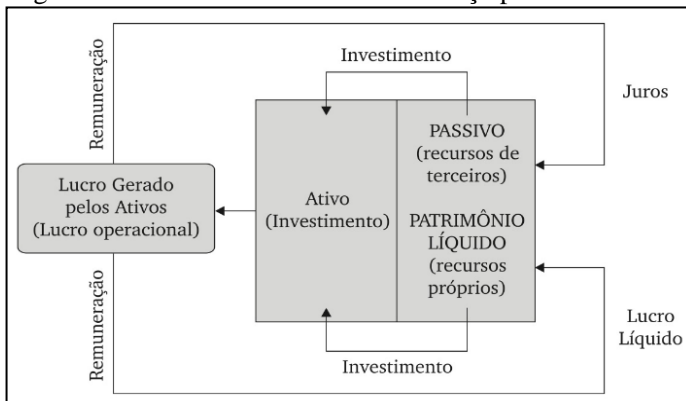 Investimento
Remuneração
Juros
PASSIVO
(recursos de
terceiros)
Lucro Gerado
pelos Ativos
(Lucro operacional)
Ativo
(Investimento)
PATRIMÔNIO
LÍQUIDO
(recursos
próprios)
Remuneração
Lucro
Líquido
Investimento